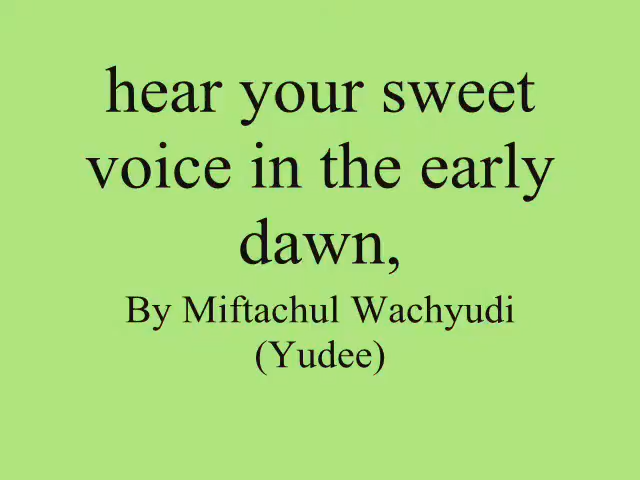 hear your sweet
voice in the early
dawn,
By Miftachul Wachyudi
(Yudee)